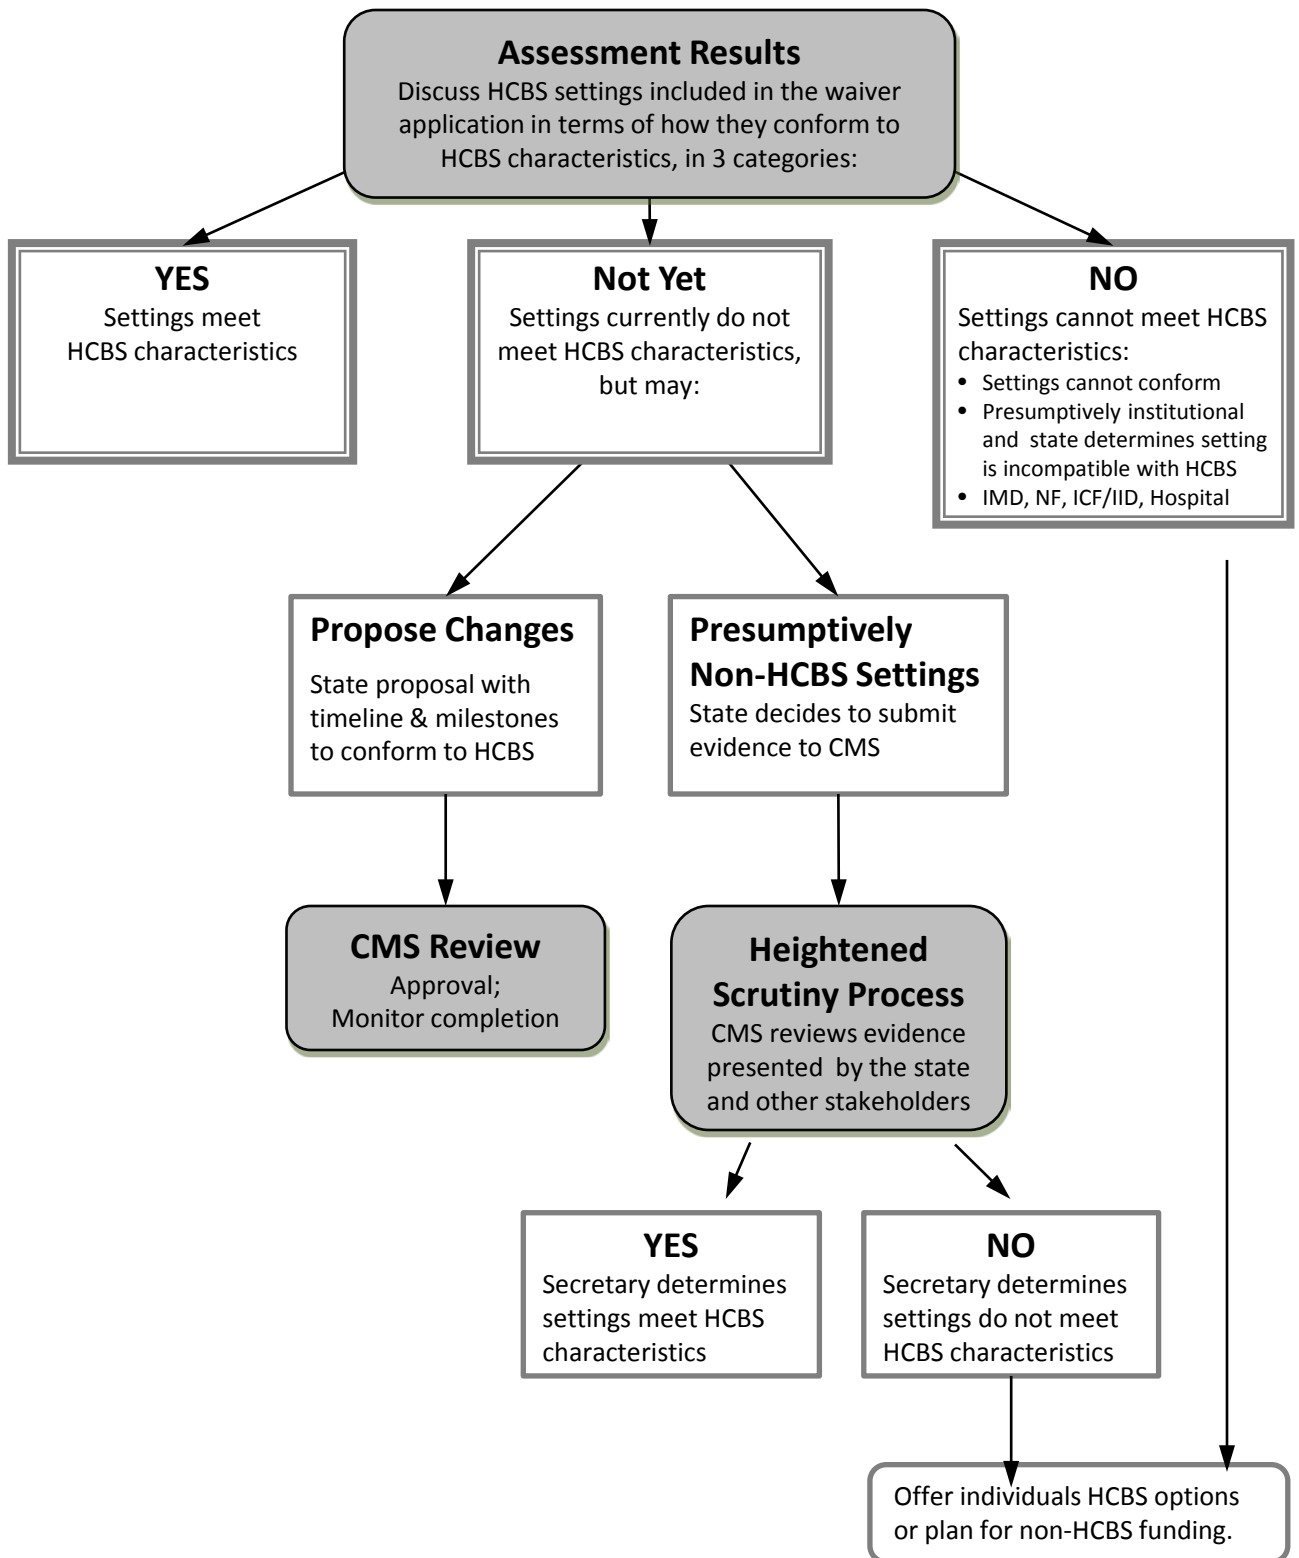 Assessment Results
Discuss HCBS settings included in the waiver
application in terms of how they conform to
HCBS characteristics, in 3 categories:
YES
Settings meet
HCBS characteristics
Not Yet
Settings currently do not
meet HCBS characteristics,
but may:
NO
Settings cannot meet HCBS
characteristics:
• Settings cannot conform
• Presumptively institutional
and state determines setting
is incompatible with HCBS
• IMD, NF, ICF/IID, Hospital
Propose Changes
State proposal with
timeline & milestones
to conform to HCBS
Presumptively
Non-HCBS Settings
State decides to submit
evidence to CMS
CMS Review
Approval;
Monitor completion
Heightened
Scrutiny Process
CMS reviews evidence
presented by the state
and other stakeholders
YES
Secretary determines
settings meet HCBS
characteristics
NO
Secretary determines
settings do not meet
HCBS characteristics
Offer individuals HCBS options
or plan for non-HCBS funding.